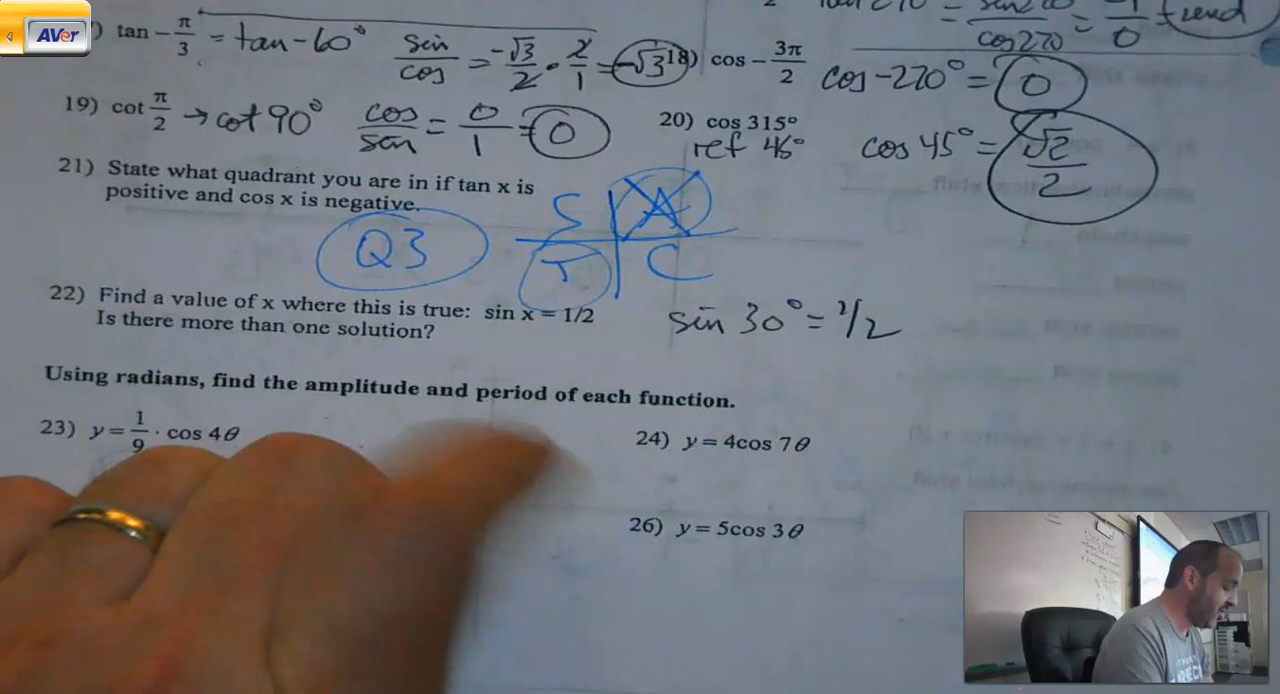 AVer
) tan − π/3 = tan -60° sin/cos = -√3/2 · 2/1 = -√3
= sin270/cos270 = -1/0
18) cos − 3π/2 cos -270° = 0
19) cot π/2 → cot 90° cos/sin = 0/1 = 0
20) cos 315°
ref 45° cos 45° = √2/2
21) State what quadrant you are in if tan x is
positive and cos x is negative.
Q3
S A
T C
22) Find a value of x where this is true: sin x = 1/2
Is there more than one solution?
sin 30° = 1/2
Using radians, find the amplitude and period of each function.
23) y = 1/9 · cos 4θ
24) y = 4cos 7θ
26) y = 5cos 3θ